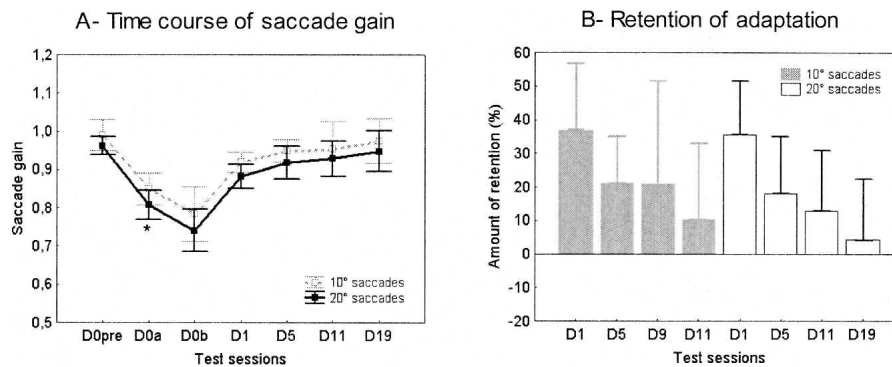 A- Time course of saccade gain
1,2
1,1
1,0
0,9
0,8
0,7
0,6
0,5
Saccade gain
*
10° saccades
20° saccades
D0pre D0a D0b D1 D5 D11 D19
Test sessions
B- Retention of adaptation
60
50
40
30
20
10
0
-10
-20
Amount of retention (%)
10° saccades
20° saccades
D1 D5 D9 D11 D1 D5 D11 D19
Test sessions